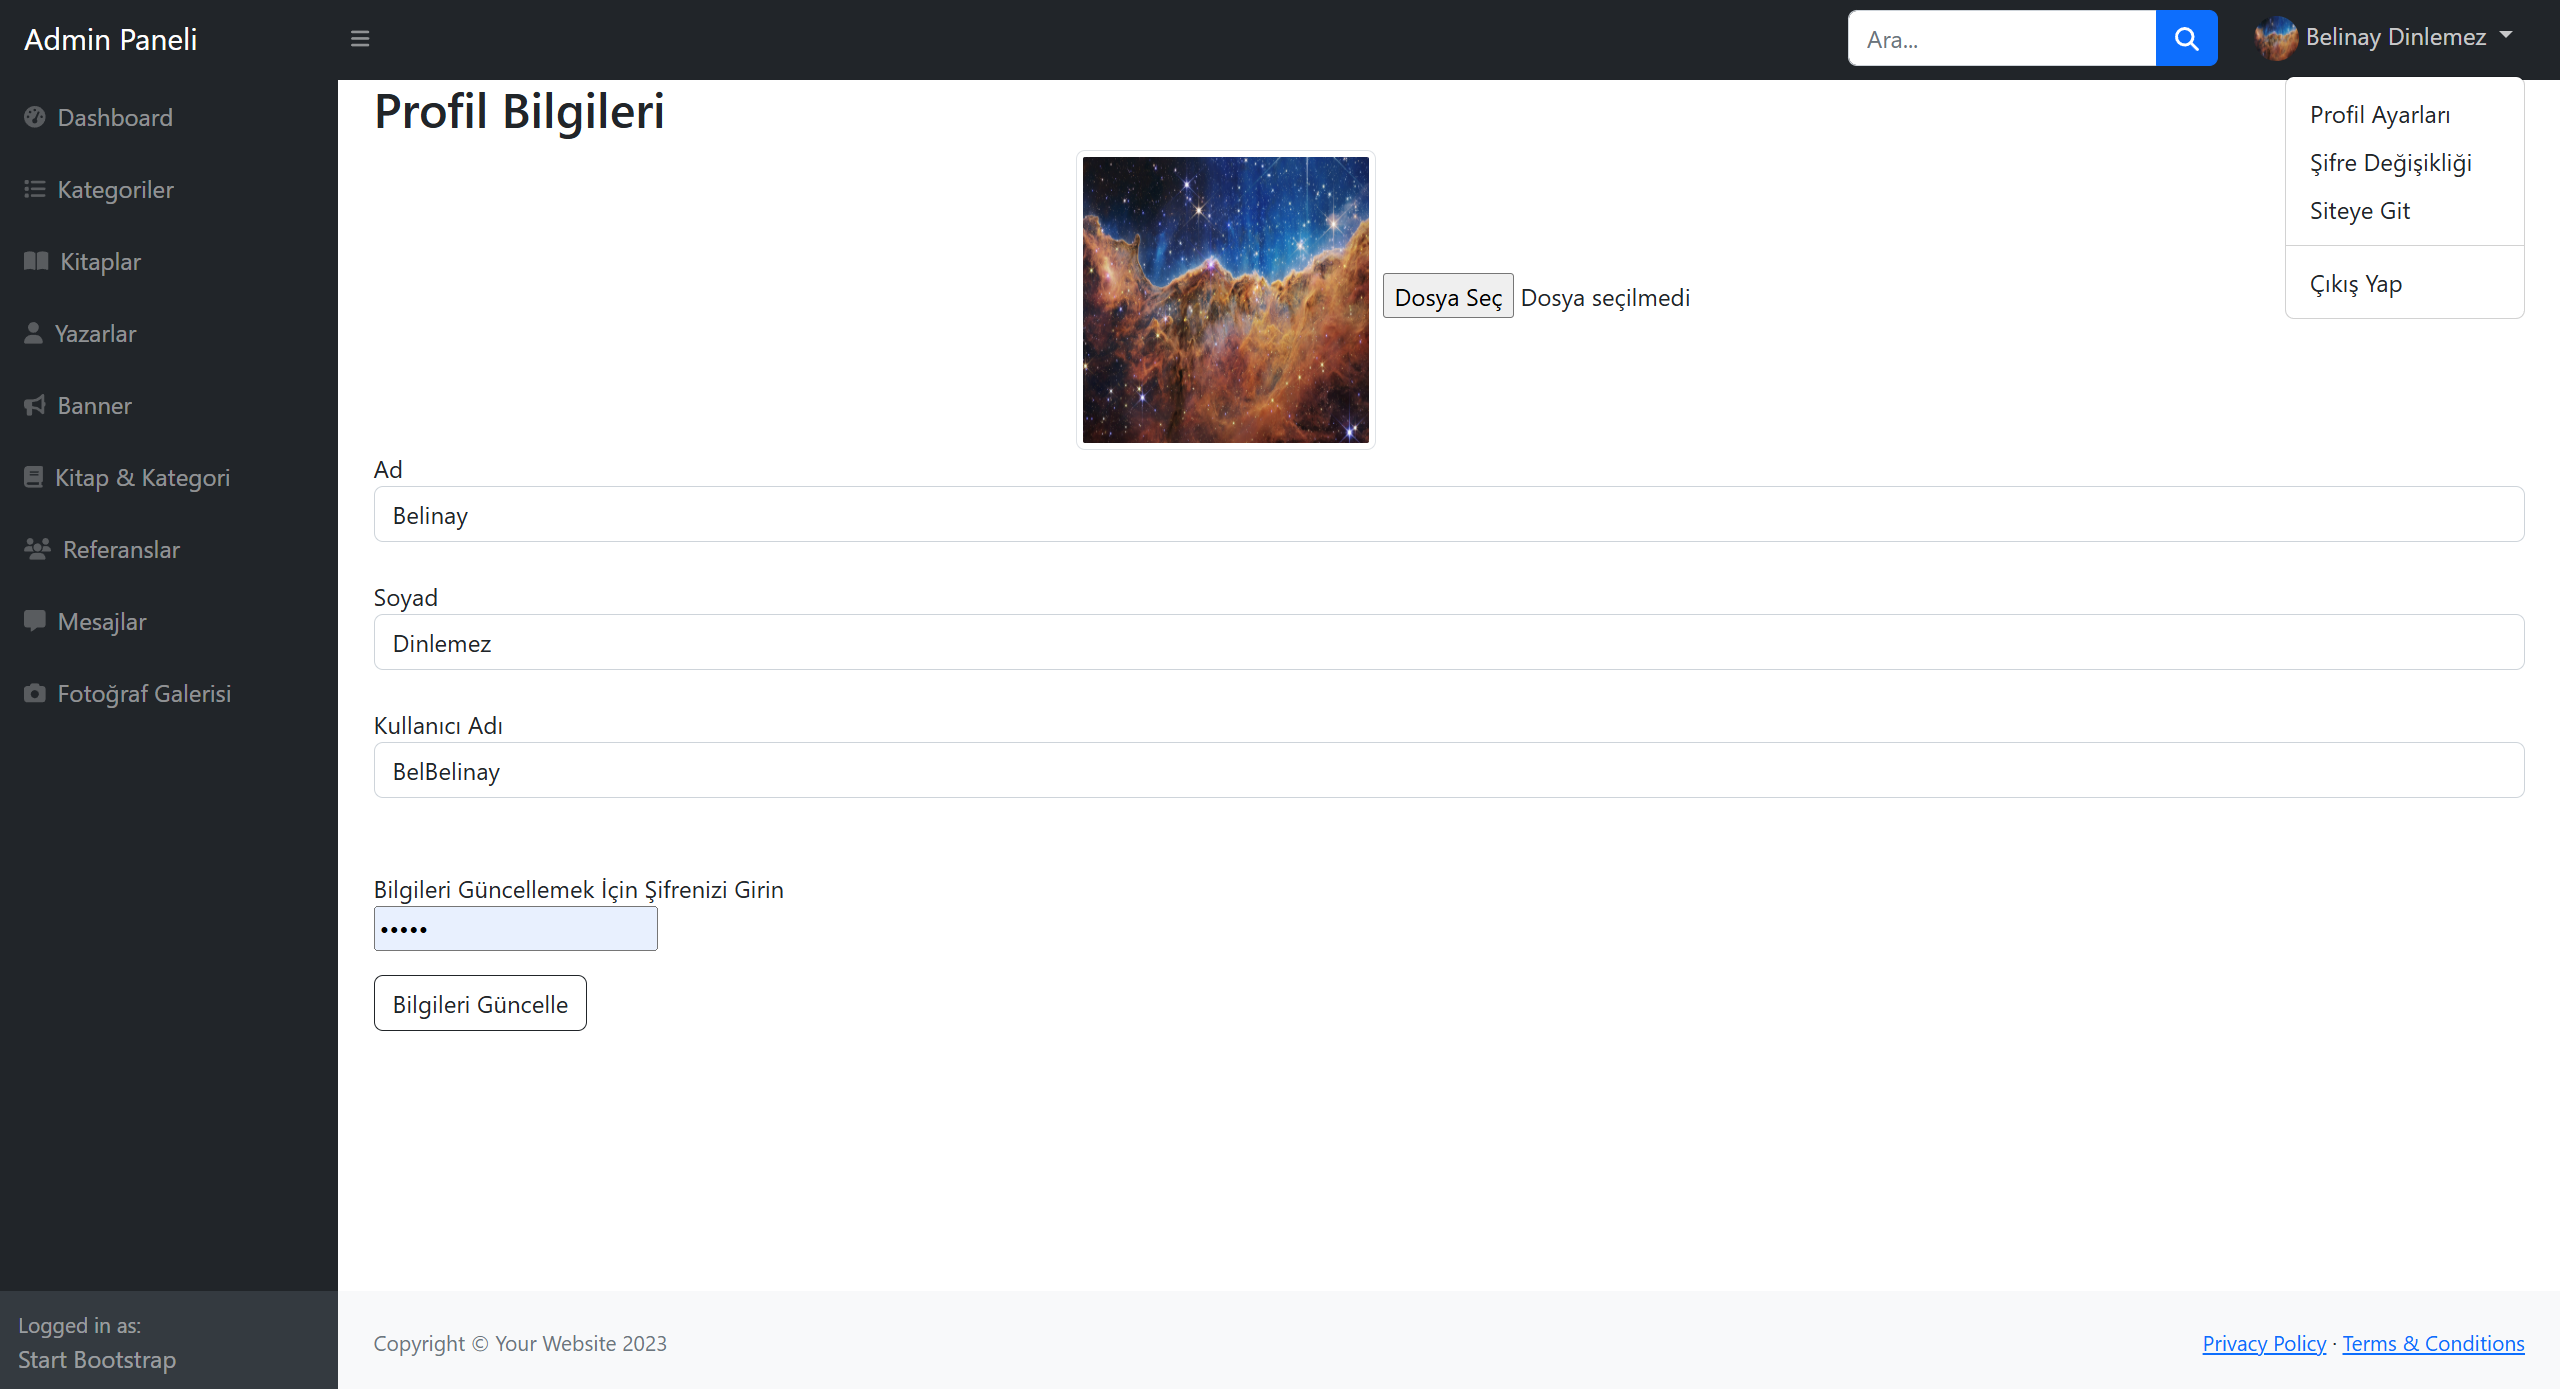 Admin Paneli
Ara...
Belinay Dinlemez
Profil Ayarları
Şifre Değişikliği
Siteye Git
Çıkış Yap
Dashboard
Kategoriler
Kitaplar
Yazarlar
Banner
Kitap & Kategori
Referanslar
Mesajlar
Fotoğraf Galerisi
Logged in as:
Start Bootstrap
Profil Bilgileri
Dosya Seç Dosya seçilmedi
Ad
Belinay
Soyad
Dinlemez
Kullanıcı Adı
BelBelinay
Bilgileri Güncellemek İçin Şifrenizi Girin
•••••
Bilgileri Güncelle
Copyright © Your Website 2023
Privacy Policy · Terms & Conditions